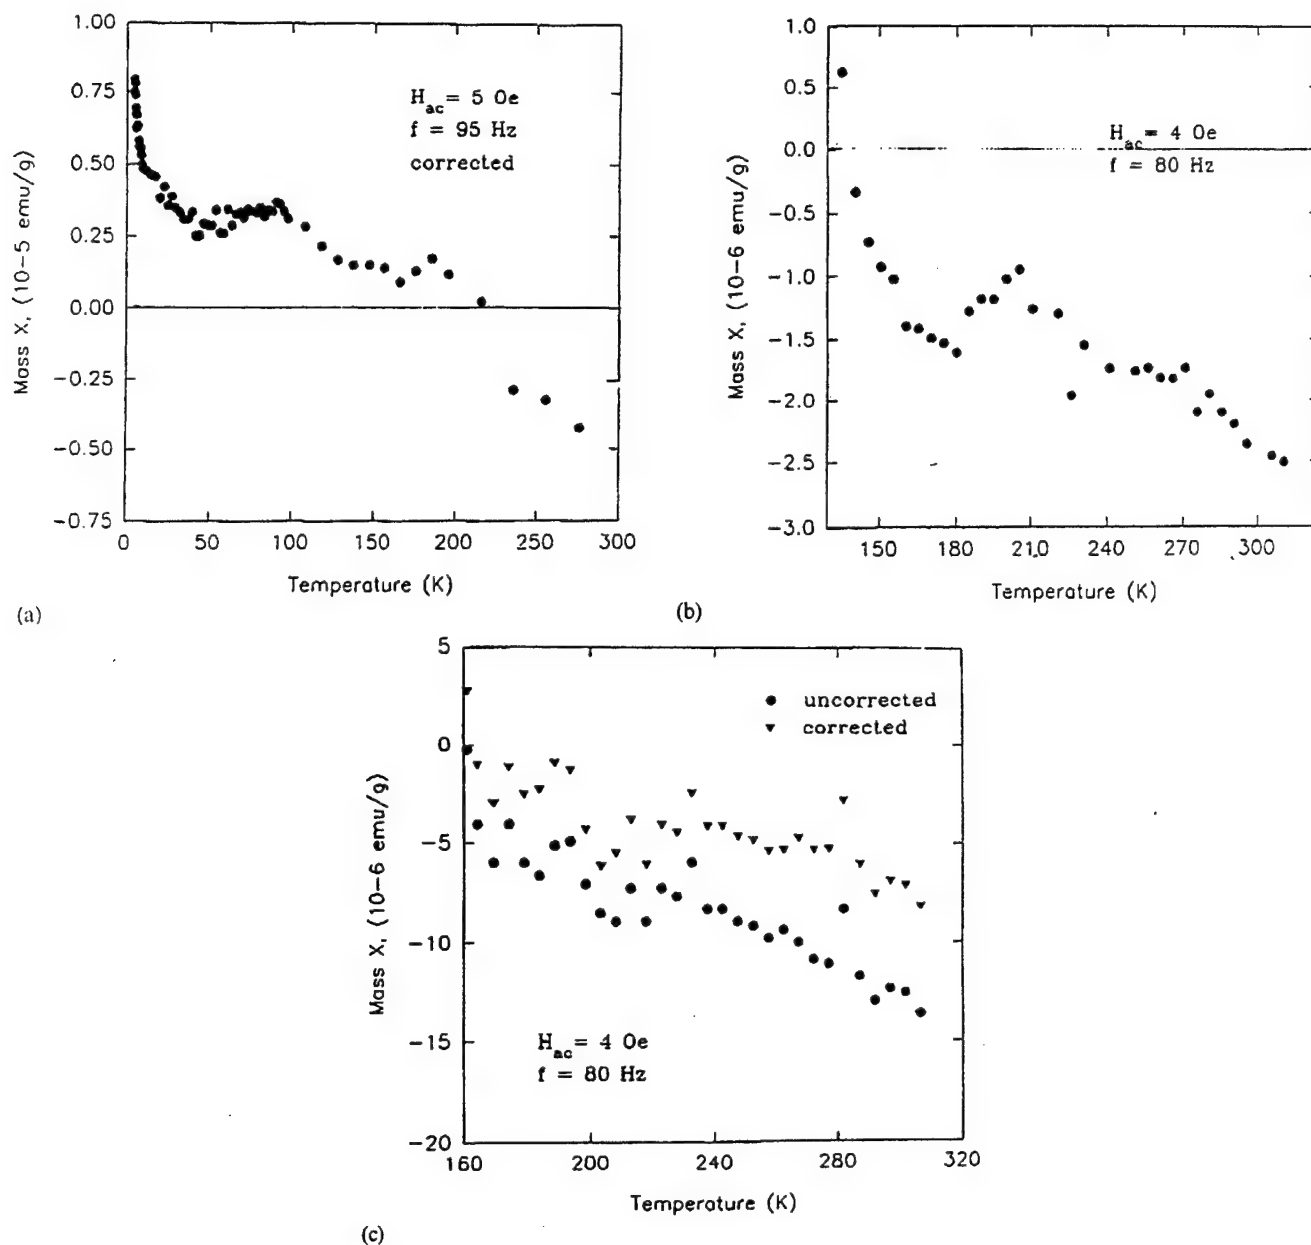 1.00
0.75
0.50
0.25
0.00
−0.25
−0.50
−0.75
Mass X, (10−5 emu/g)
Hac= 5 Oe
f = 95 Hz
corrected
0 50 100 150 200 250 300
Temperature (K)
(a)
1.0
0.5
0.0
−0.5
−1.0
−1.5
−2.0
−2.5
−3.0
Mass X, (10−6 emu/g)
Hac= 4 Oe
f = 80 Hz
150 180 210 240 270 300
Temperature (K)
(b)
5
0
−5
−10
−15
−20
Mass X, (10−6 emu/g)
uncorrected
corrected
Hac= 4 Oe
f = 80 Hz
160 200 240 280 320
Temperature (K)
(c)